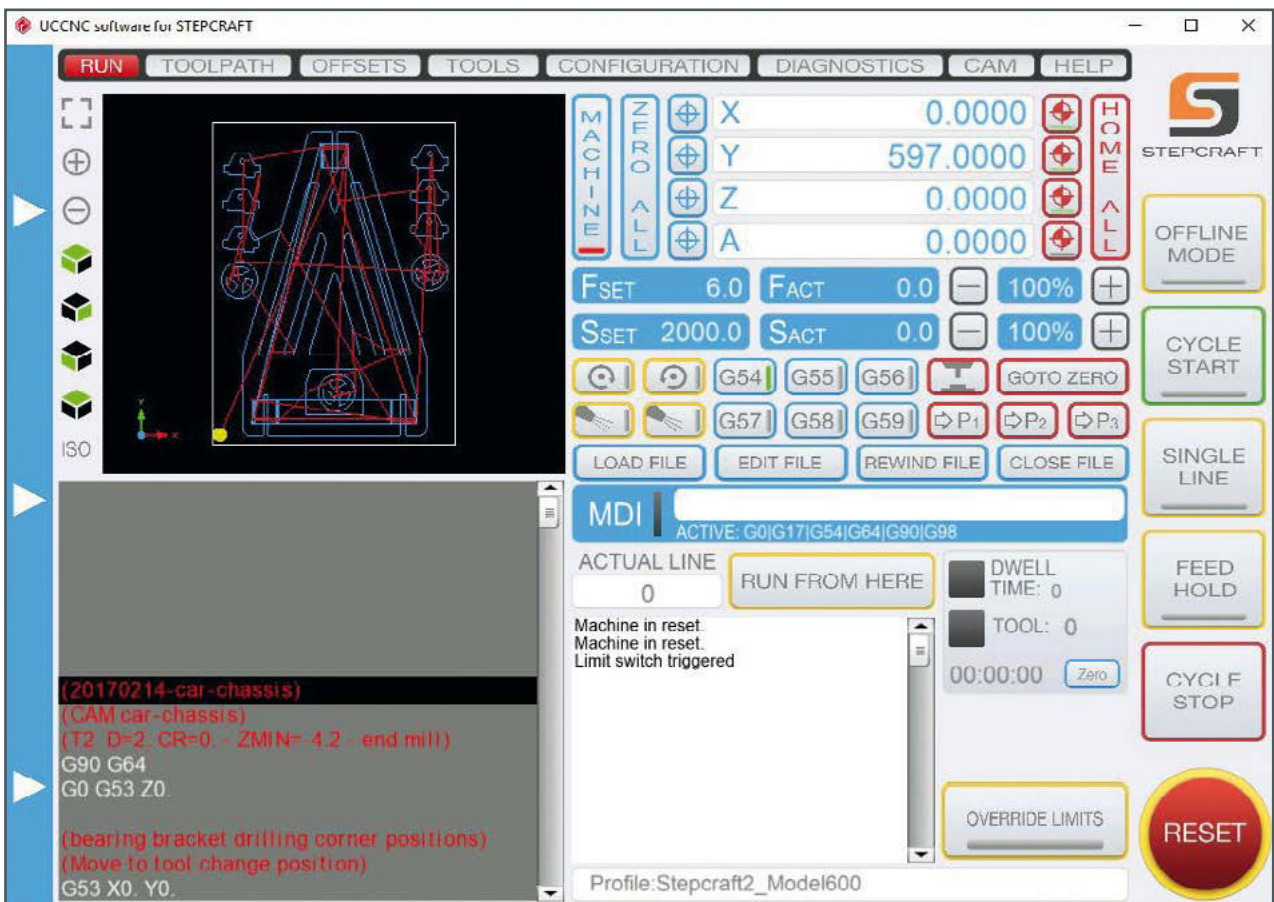 UCCNC software for STEPCRAFT
RUN TOOLPATH OFFSETS TOOLS CONFIGURATION DIAGNOSTICS CAM HELP
STEPCRAFT
MACHINE
ZERO ALL
X 0.0000
Y 597.0000
Z 0.0000
A 0.0000
HOME ALL
FSET 6.0 FACT 0.0 100%
SSET 2000.0 SACT 0.0 100%
G54 G55 G56 GOTO ZERO
G57 G58 G59 P1 P2 P3
LOAD FILE EDIT FILE REWIND FILE CLOSE FILE
MDI
ACTIVE: G0|G17|G54|G64|G90|G98
ACTUAL LINE
0
RUN FROM HERE
DWELL
TIME: 0
TOOL: 0
00:00:00 Zero
Machine in reset.
Machine in reset.
Limit switch triggered
OVERRIDE LIMITS
Profile:Stepcraft2_Model600
Y
X
ISO
(20170214-car-chassis)
(CAM car-chassis)
(T2 D=2. CR=0. - ZMIN=-4.2 - end mill)
G90 G64
G0 G53 Z0.
(bearing bracket drilling corner positions)
(Move to tool change position)
G53 X0. Y0.
OFFLINE
MODE
CYCLE
START
SINGLE
LINE
FEED
HOLD
CYCLE
STOP
RESET